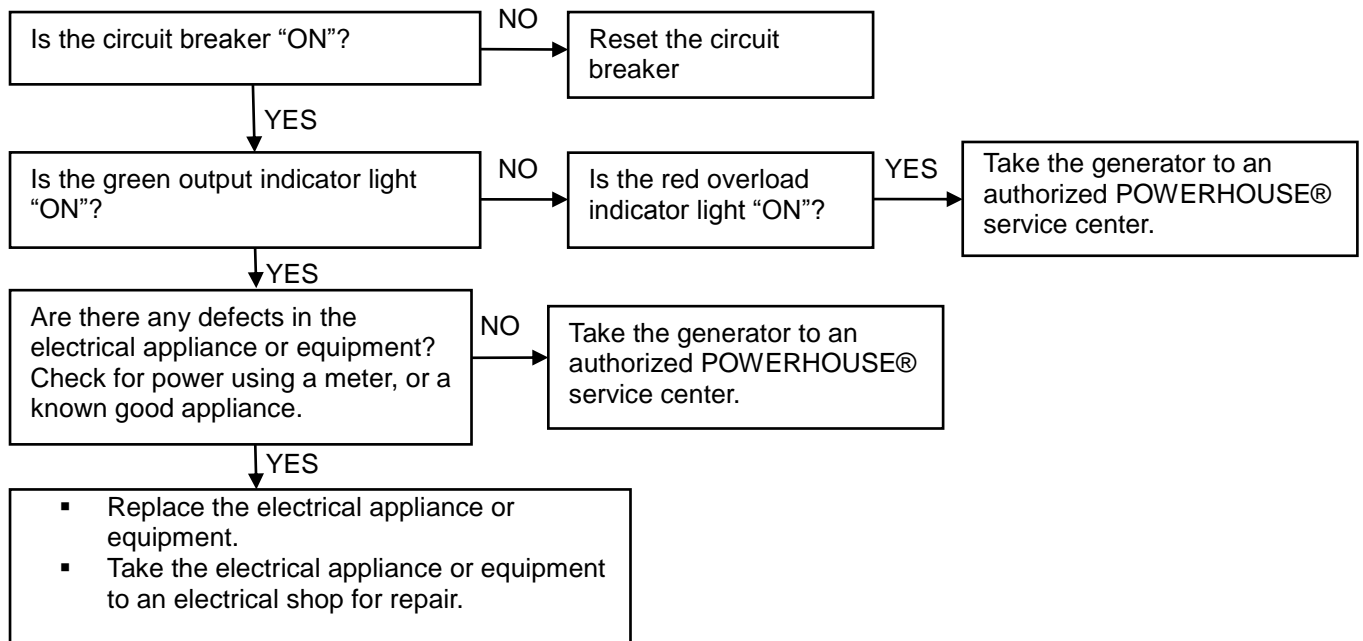 Is the circuit breaker “ON”?
NO
Reset the circuit
breaker
YES
Is the green output indicator light
“ON”?
NO
Is the red overload
indicator light “ON”?
YES
Take the generator to an
authorized POWERHOUSE®
service center.
YES
Are there any defects in the
electrical appliance or equipment?
Check for power using a meter, or a
known good appliance.
NO
Take the generator to an
authorized POWERHOUSE®
service center.
YES
▪ Replace the electrical appliance or
equipment.
▪ Take the electrical appliance or equipment
to an electrical shop for repair.